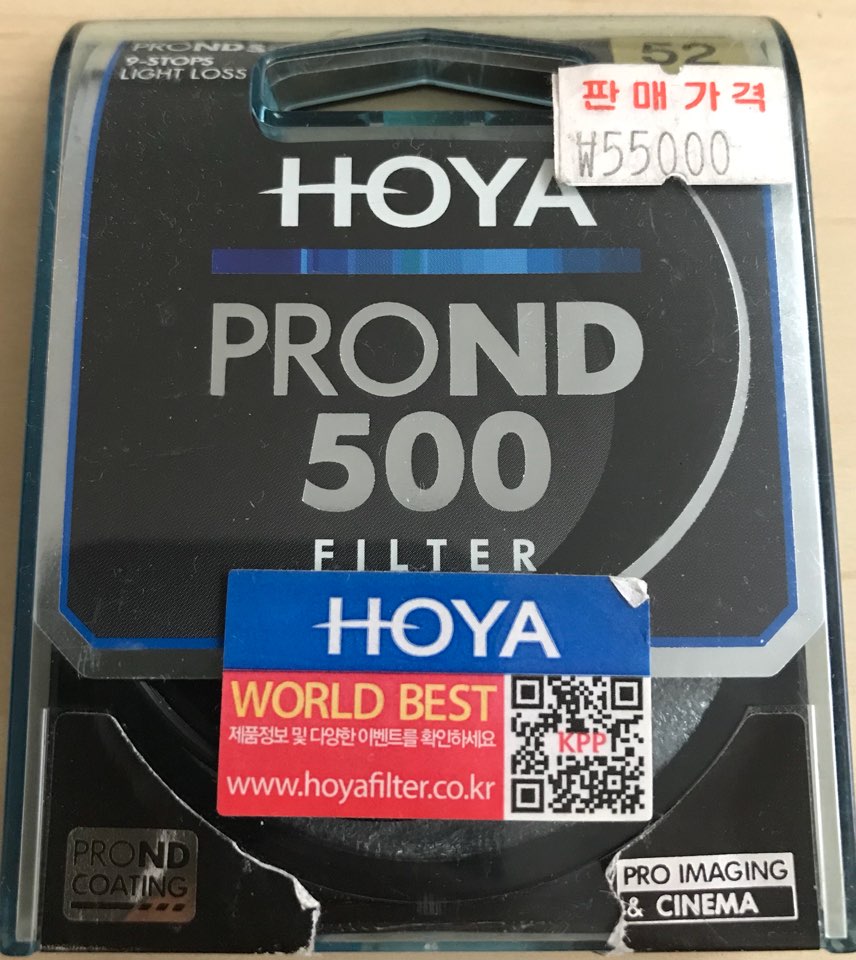 52
9-STOPS
LIGHT LOSS
판매가격
₩55000
HOYA
PROND
500
FILTER
HOYA
WORLD BEST
제품정보 및 다양한 이벤트를 확인하세요
www.hoyafilter.co.kr
KPP
PROND
COATING
PRO IMAGING
& CINEMA